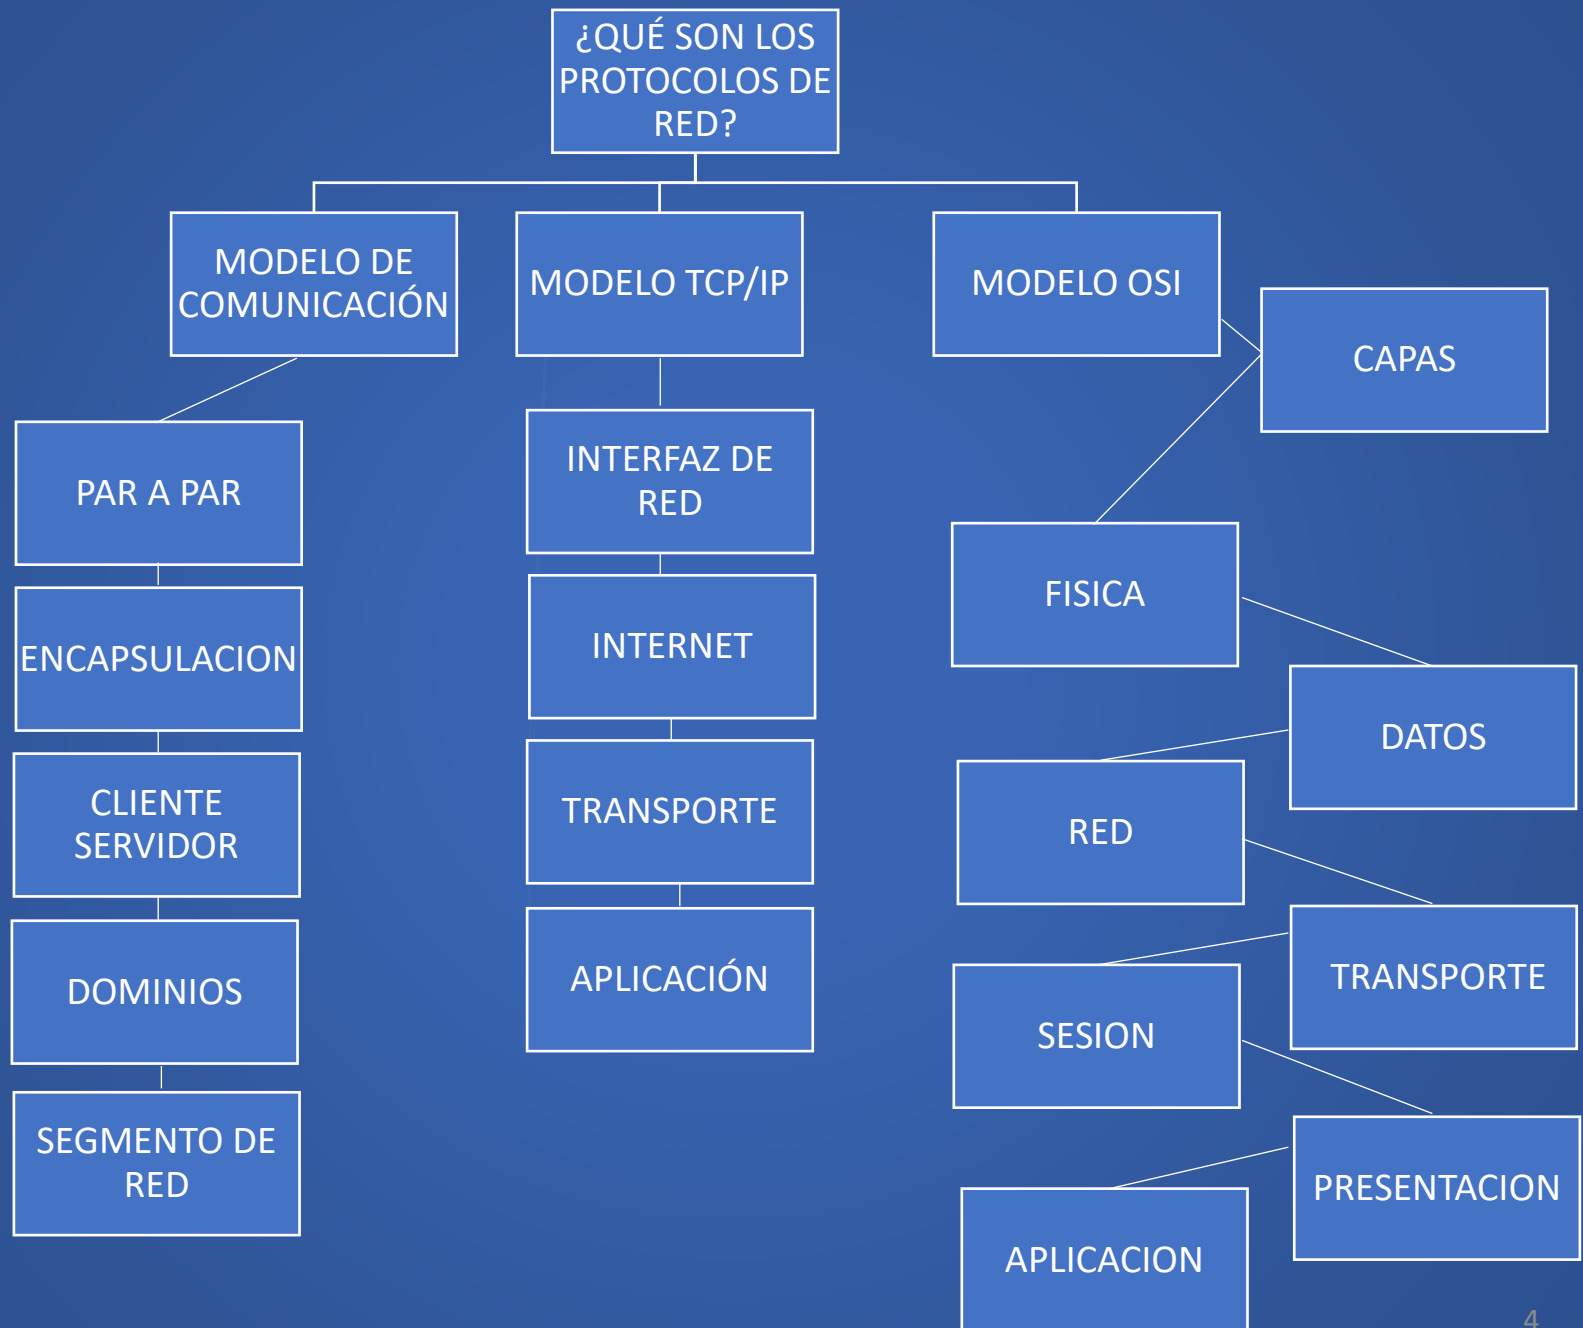 ¿QUÉ SON LOS
PROTOCOLOS DE
RED?
MODELO DE
COMUNICACIÓN
MODELO TCP/IP
MODELO OSI
CAPAS
PAR A PAR
ENCAPSULACION
CLIENTE
SERVIDOR
DOMINIOS
SEGMENTO DE
RED
INTERFAZ DE
RED
INTERNET
TRANSPORTE
APLICACIÓN
FISICA
DATOS
RED
TRANSPORTE
SESION
PRESENTACION
APLICACION
4